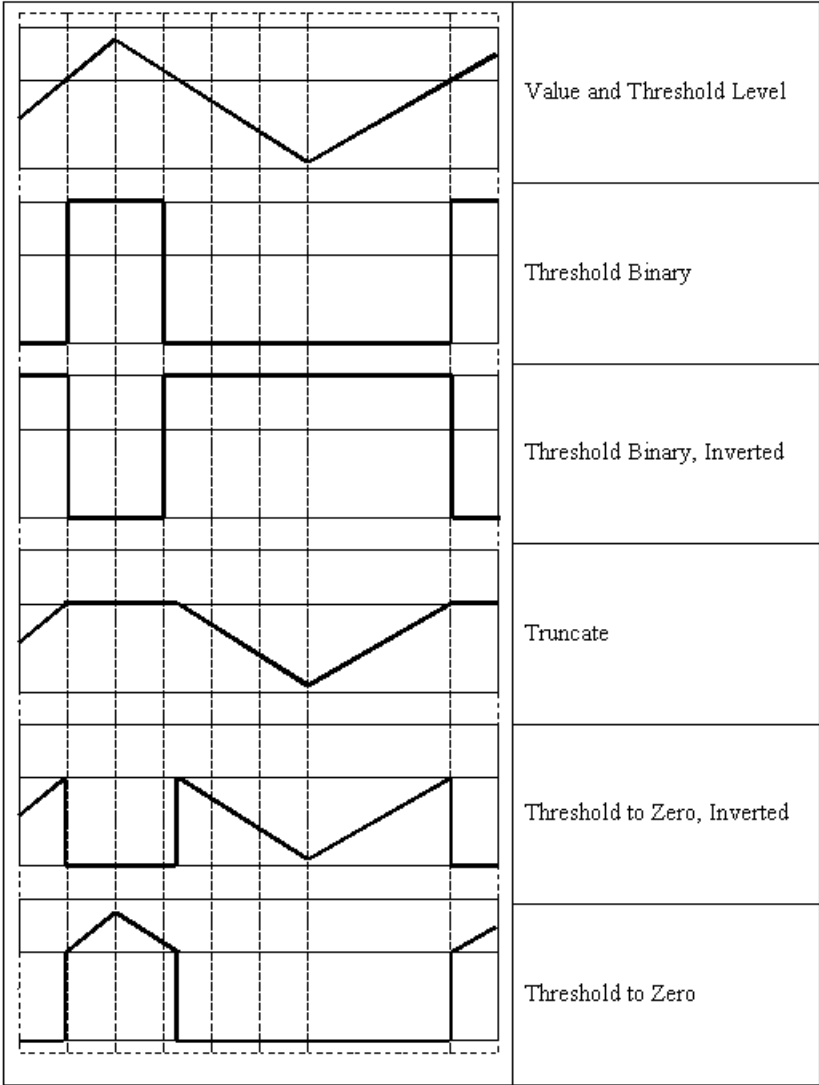 Value and Threshold Level
Threshold Binary
Threshold Binary, Inverted
Truncate
Threshold to Zero, Inverted
Threshold to Zero